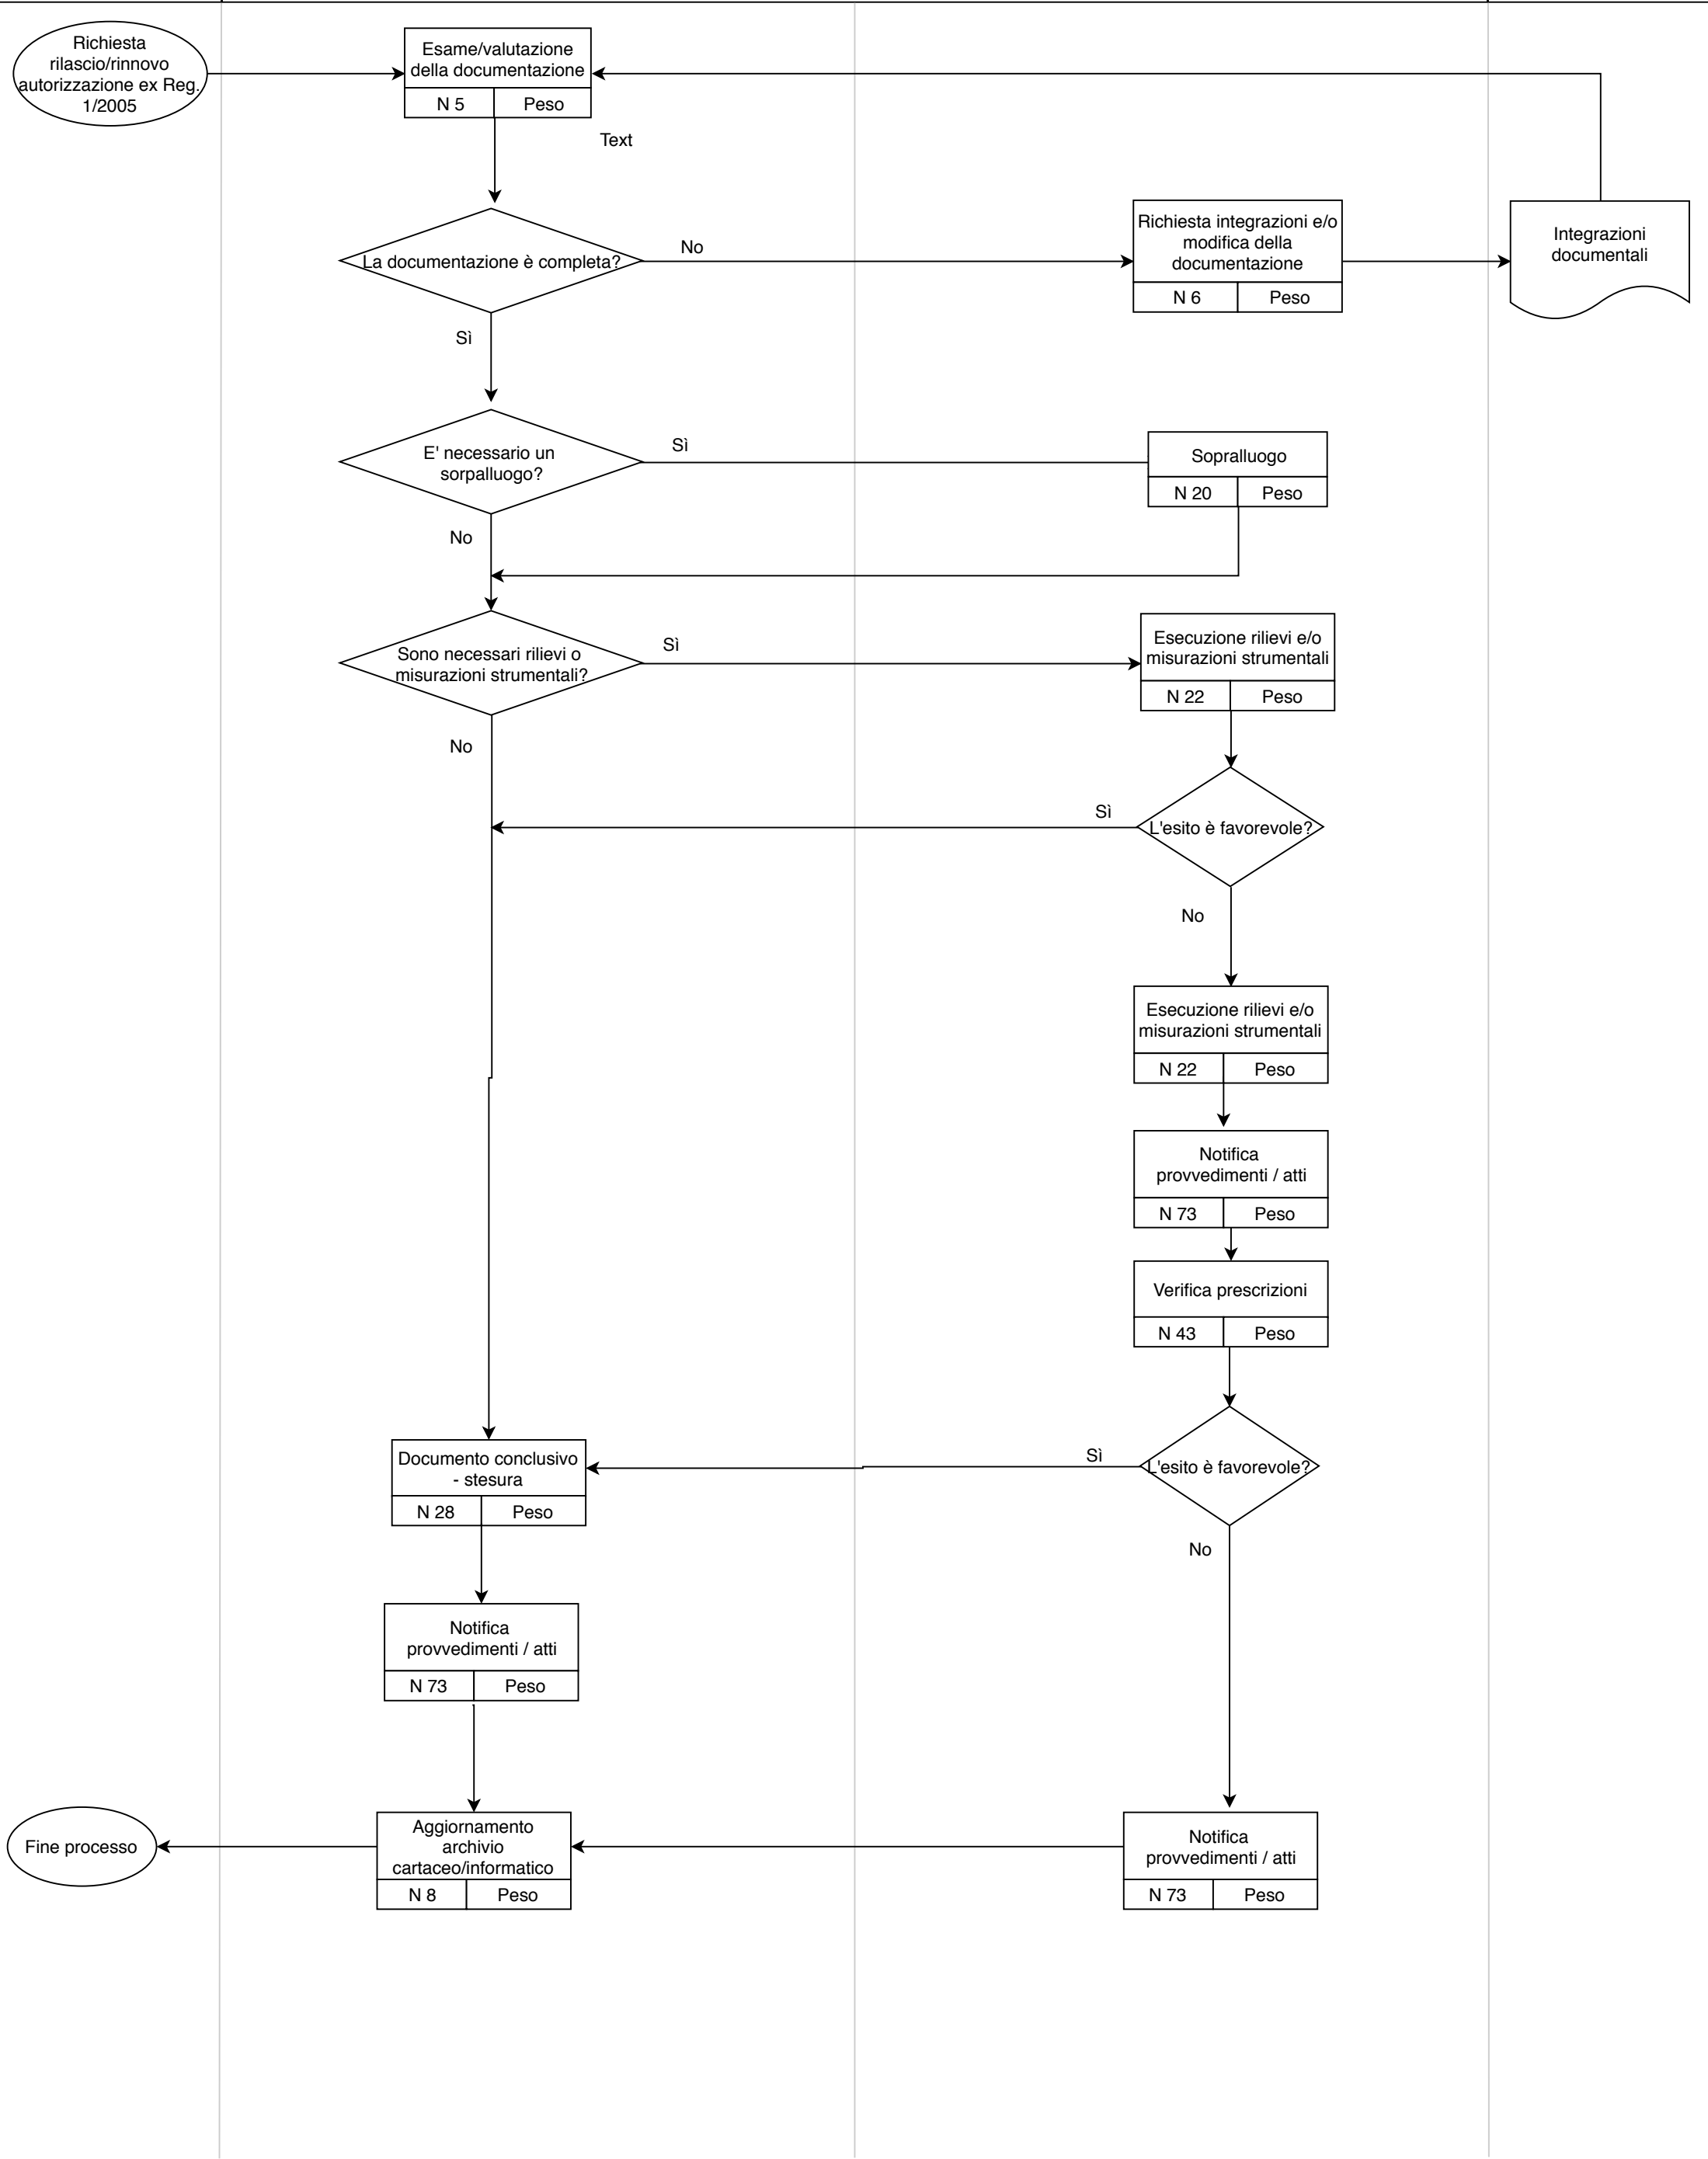 Richiesta
rilascio/rinnovo
autorizzazione ex Reg.
1/2005
Esame/valutazione
della documentazione
N 5
Peso
Text
La documentazione è completa?
No
Richiesta integrazioni e/o
modifica della
documentazione
N 6
Peso
Integrazioni
documentali
Sì
E' necessario un
sorpalluogo?
Sì
Sopralluogo
N 20
Peso
No
Sono necessari rilievi o
misurazioni strumentali?
Sì
Esecuzione rilievi e/o
misurazioni strumentali
N 22
Peso
No
Sì
L'esito è favorevole?
No
Esecuzione rilievi e/o
misurazioni strumentali
N 22
Peso
Notifica
provvedimenti / atti
N 73
Peso
Verifica prescrizioni
N 43
Peso
Documento conclusivo
- stesura
N 28
Peso
Sì
L'esito è favorevole?
No
Notifica
provvedimenti / atti
N 73
Peso
Fine processo
Aggiornamento
archivio
cartaceo/informatico
N 8
Peso
Notifica
provvedimenti / atti
N 73
Peso